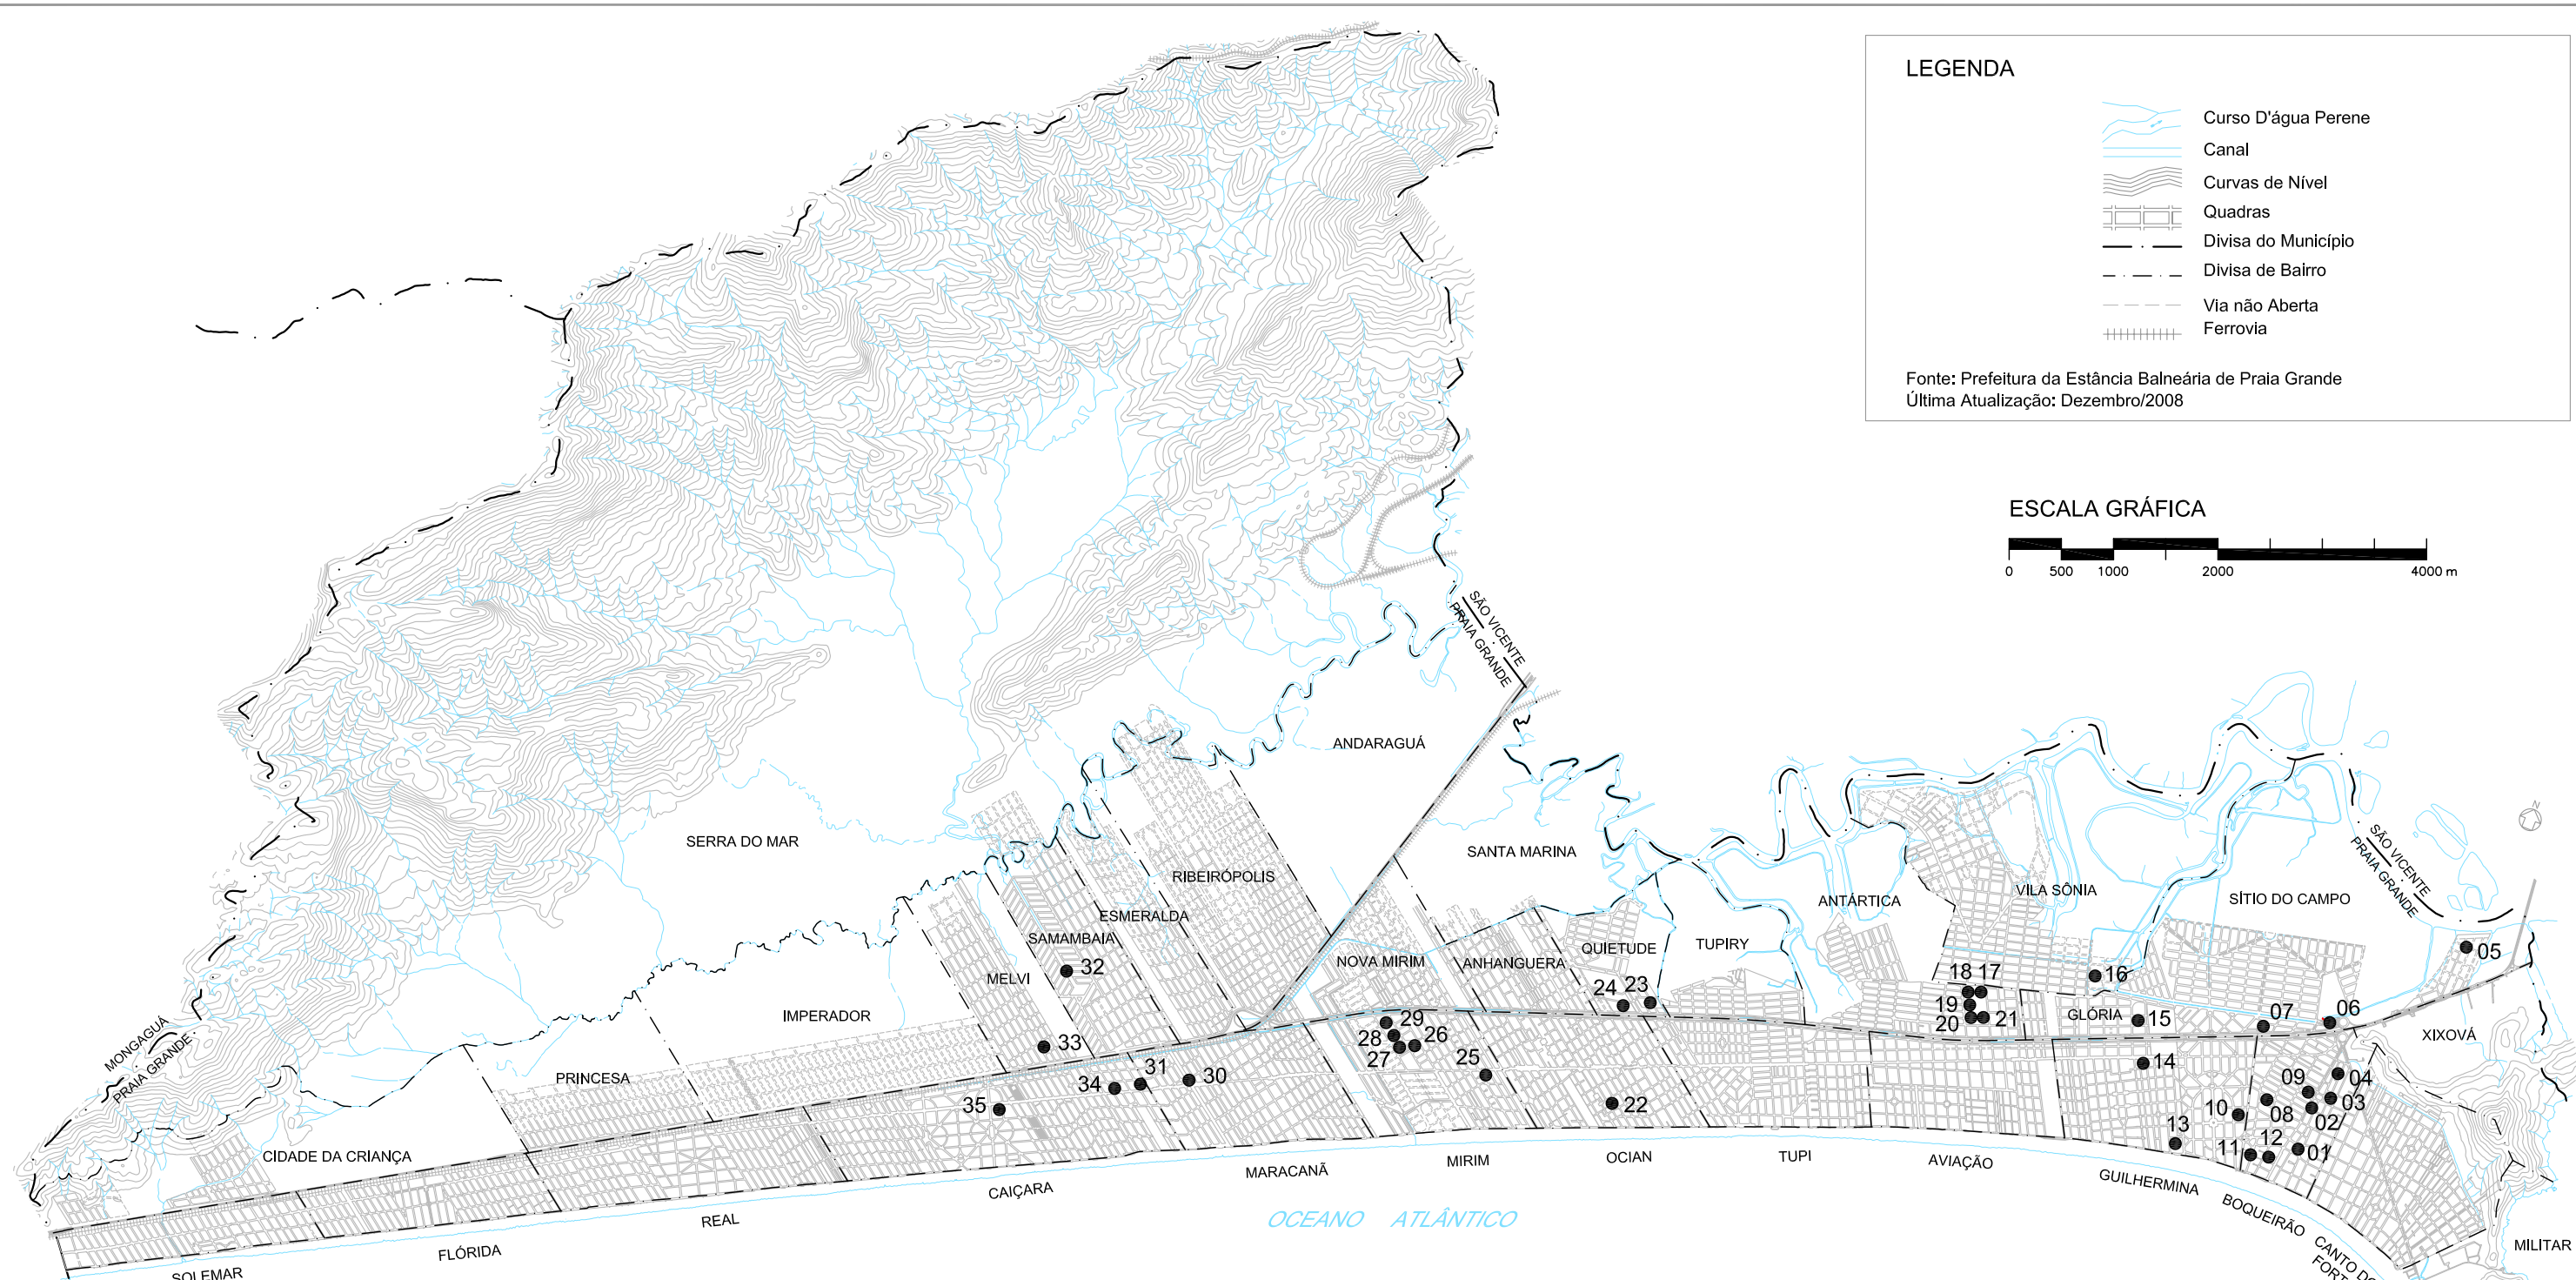 LEGENDA
Curso D'água Perene
Canal
Curvas de Nível
Quadras
Divisa do Município
Divisa de Bairro
Via não Aberta
Ferrovia
Fonte: Prefeitura da Estância Balneária de Praia Grande
Última Atualização: Dezembro/2008
ESCALA GRÁFICA
0 500 1000 2000 4000 m
N
SÃO VICENTE
PRAIA GRANDE
ANDARAGUÁ
SERRA DO MAR
SANTA MARINA
SÃO VICENTE
PRAIA GRANDE
RIBEIRÓPOLIS
ESMERALDA
SAMAMBAIA
MELVI
IMPERADOR
PRINCESA
CIDADE DA CRIANÇA
MONGAGUÁ
PRAIA GRANDE
NOVA MIRIM
ANHANGUERA
QUIETUDE
TUPIRY
ANTÁRTICA
VILA SÔNIA
SÍTIO DO CAMPO
GLÓRIA
XIXOVÁ
32
33
34
31
30
35
29
28
27
26
25
24
23
22
18
17
19
20
21
16
15
14
13
07
06
05
04
09
03
08
02
10
11
12
01
SOLEMAR
FLÓRIDA
REAL
CAIÇARA
MARACANÃ
MIRIM
OCIAN
TUPI
AVIAÇÃO
GUILHERMINA
BOQUEIRÃO
CANTO DO
MILITAR
OCEANO ATLÂNTICO